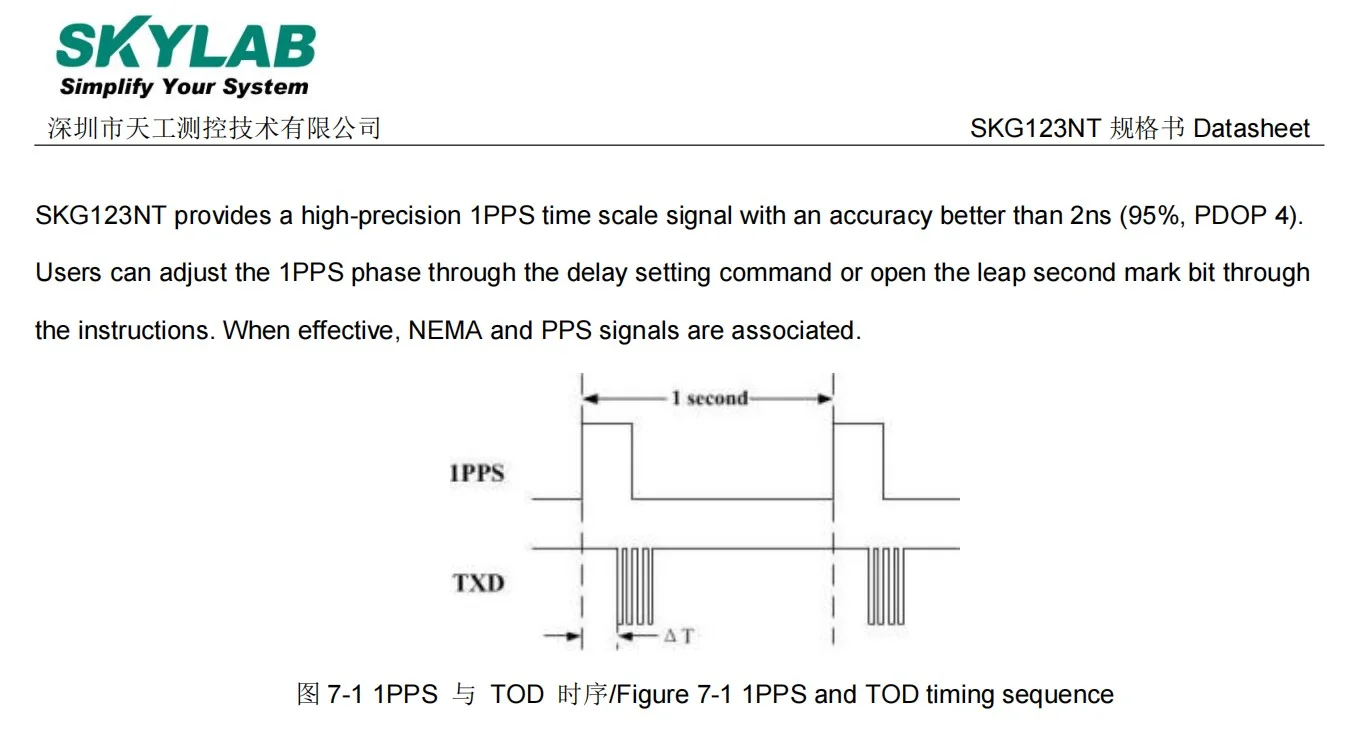 SKYLAB
Simplify Your System
深圳市天工测控技术有限公司 SKG123NT 规格书 Datasheet
SKG123NT provides a high-precision 1PPS time scale signal with an accuracy better than 2ns (95%, PDOP 4).
Users can adjust the 1PPS phase through the delay setting command or open the leap second mark bit through
the instructions. When effective, NEMA and PPS signals are associated.
1 second
1PPS
TXD
Δ T
图 7-1 1PPS 与 TOD 时序/Figure 7-1 1PPS and TOD timing sequence